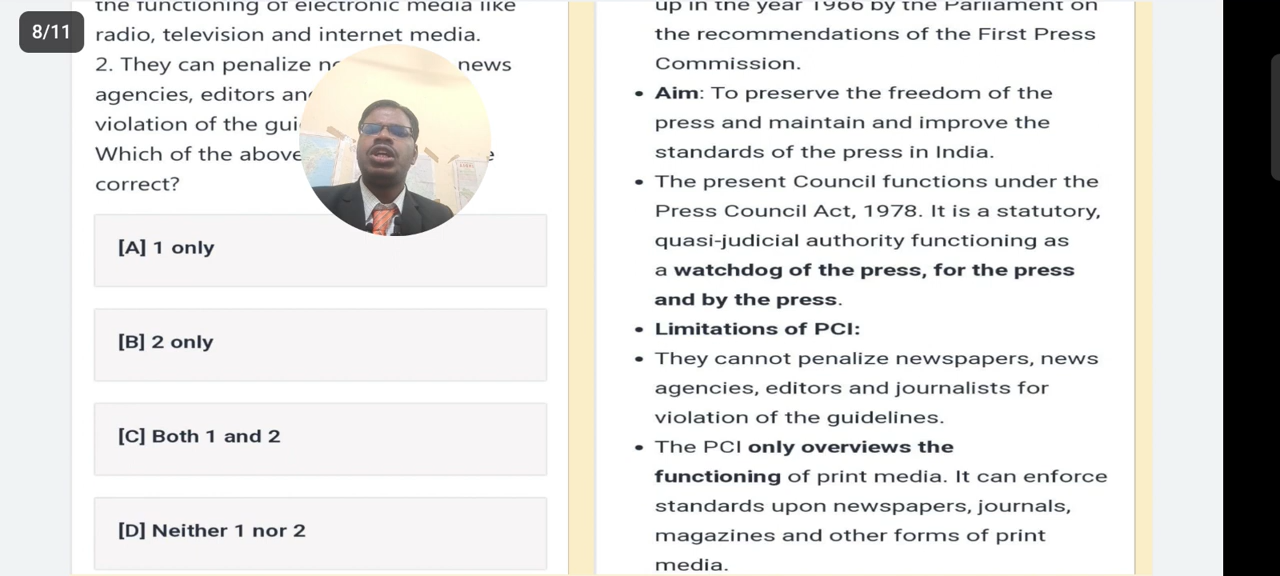 8/11
the functioning of electronic media like
radio, television and internet media.
2. They can penalize news
agencies, editors
violation of the
Which of the above
correct?
[A] 1 only
[B] 2 only
[C] Both 1 and 2
[D] Neither 1 nor 2
up in the year 1966 by the Parliament on
the recommendations of the First Press
Commission.
• Aim: To preserve the freedom of the
press and maintain and improve the
standards of the press in India.
• The present Council functions under the
Press Council Act, 1978. It is a statutory,
quasi-judicial authority functioning as
a watchdog of the press, for the press
and by the press.
• Limitations of PCI:
• They cannot penalize newspapers, news
agencies, editors and journalists for
violation of the guidelines.
• The PCI only overviews the
functioning of print media. It can enforce
standards upon newspapers, journals,
magazines and other forms of print
media.